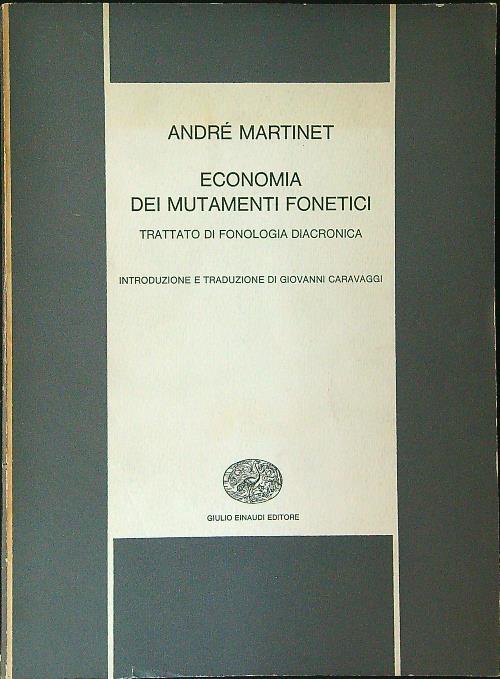 ANDRÉ MARTINET
ECONOMIA
DEI MUTAMENTI FONETICI
TRATTATO DI FONOLOGIA DIACRONICA
INTRODUZIONE E TRADUZIONE DI GIOVANNI CARAVAGGI
GIULIO EINAUDI EDITORE